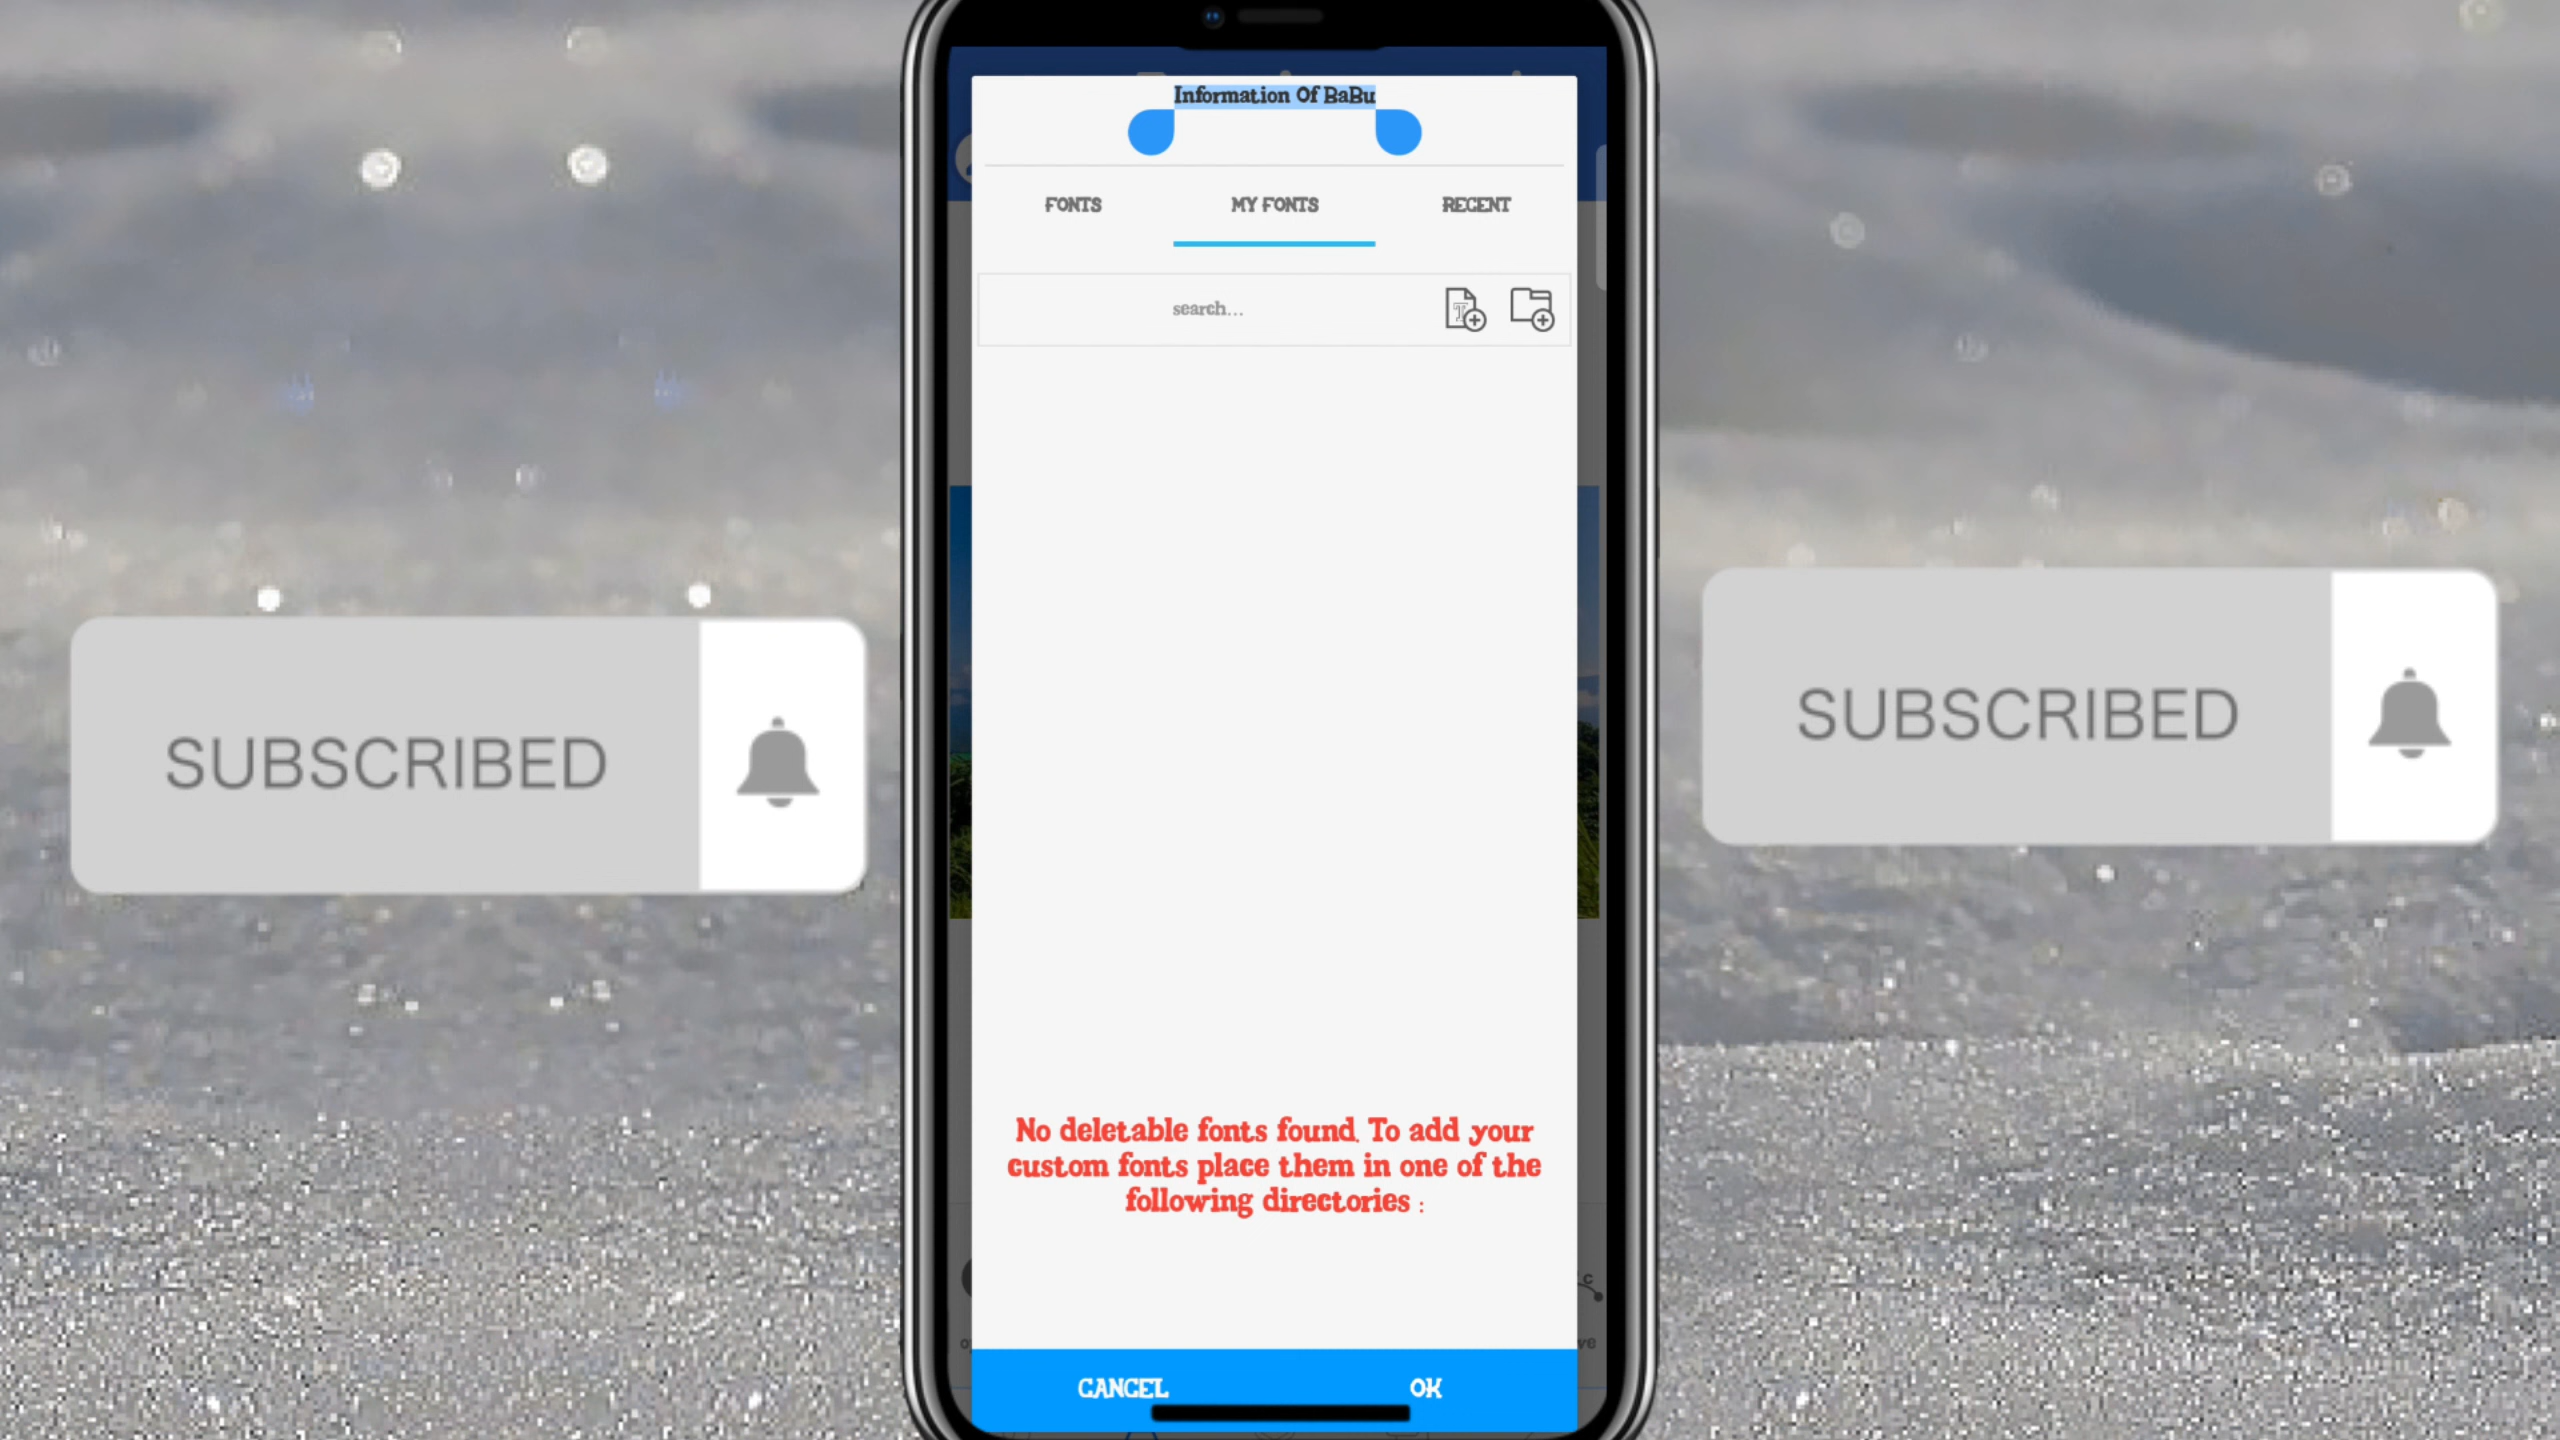 Information Of BaBu
FONTS MY FONTS RECENT
search...
SUBSCRIBED
SUBSCRIBED
No deletable fonts found. To add your
custom fonts place them in one of the
following directories :
CANCEL OK